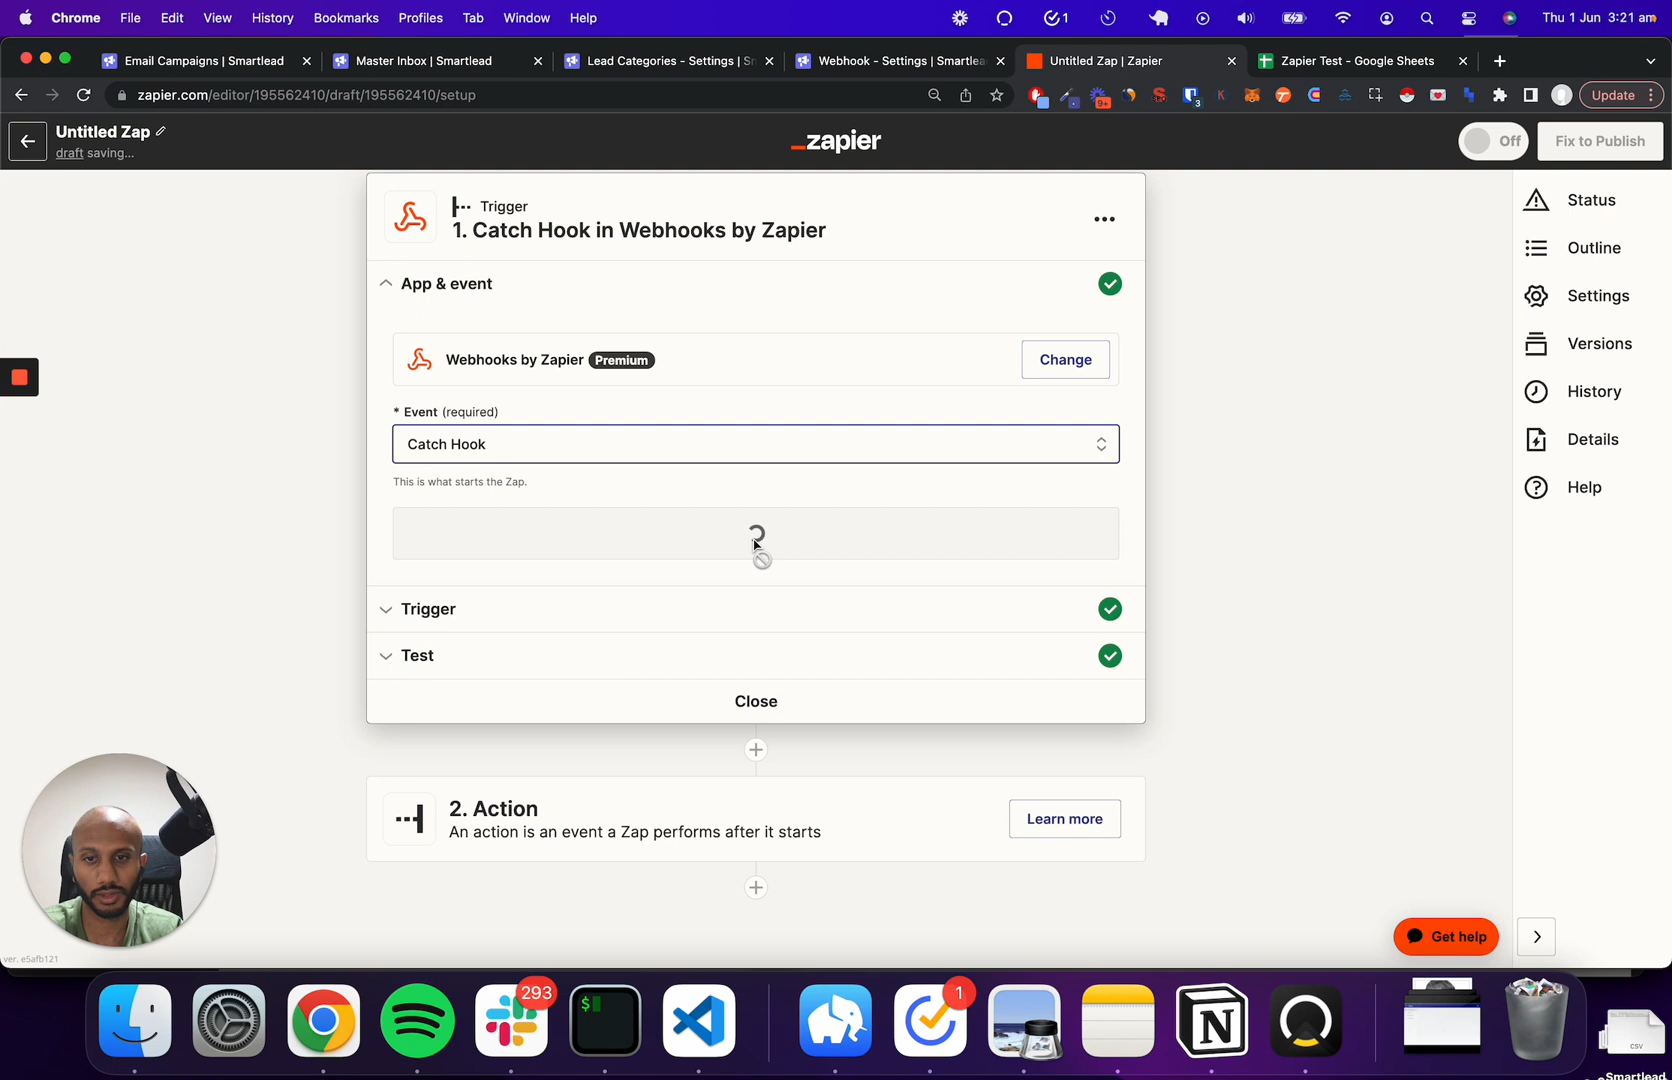 Chrome File Edit View History Bookmarks Profiles Tab Window Help 1 Thu 1 Jun 3:21 am
Email Campaigns | Smartlead Master Inbox | Smartlead Lead Categories - Settings | Sm Webhook - Settings | Smartlea Untitled Zap | Zapier Zapier Test - Google Sheets
zapier.com/editor/195562410/draft/195562410/setup 9+ 3 Update
Untitled Zap
draft saving...
zapier
Off
Fix to Publish
Trigger
1. Catch Hook in Webhooks by Zapier
App & event
Webhooks by Zapier Premium
Change
* Event (required)
Catch Hook
This is what starts the Zap.
Trigger
Test
Close
2. Action
An action is an event a Zap performs after it starts
Learn more
Status
Outline
Settings
Versions
History
Details
Help
Get help
ver. e5afb121
293
1
CSV
Smartlead